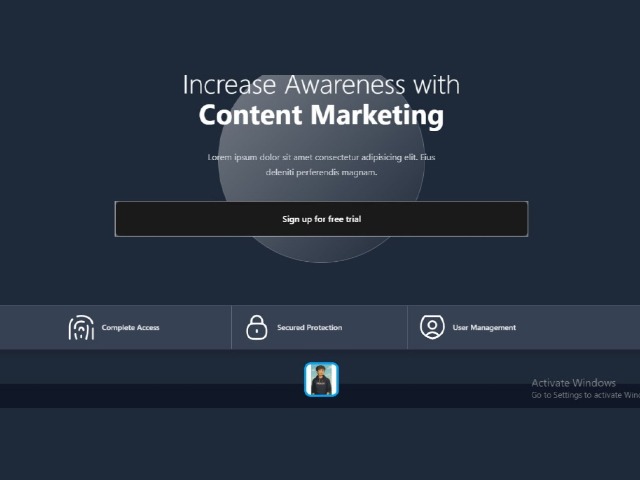 Increase Awareness with
Content Marketing
Lorem ipsum dolor sit amet consectetur adipisicing elit. Eius
deleniti perferendis magnam.
Sign up for free trial
Complete Access
Secured Protection
User Management
Activate Windows
Go to Settings to activate Win